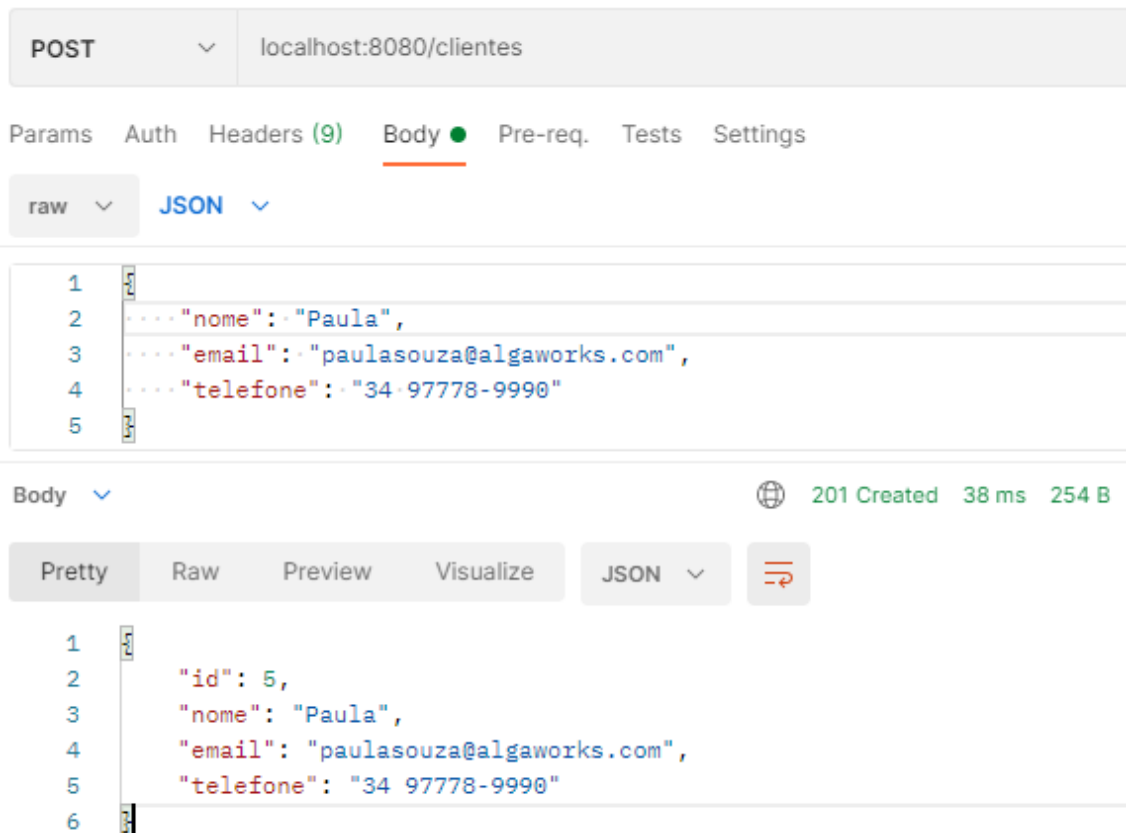 POST localhost:8080/clientes
Params Auth Headers (9) Body Pre-req. Tests Settings
raw JSON
1 {
2 "nome": "Paula",
3 "email": "paulasouza@algaworks.com",
4 "telefone": "34 97778-9990"
5 }
Body 201 Created 38 ms 254 B
Pretty Raw Preview Visualize JSON
1 {
2 "id": 5,
3 "nome": "Paula",
4 "email": "paulasouza@algaworks.com",
5 "telefone": "34 97778-9990"
6 }